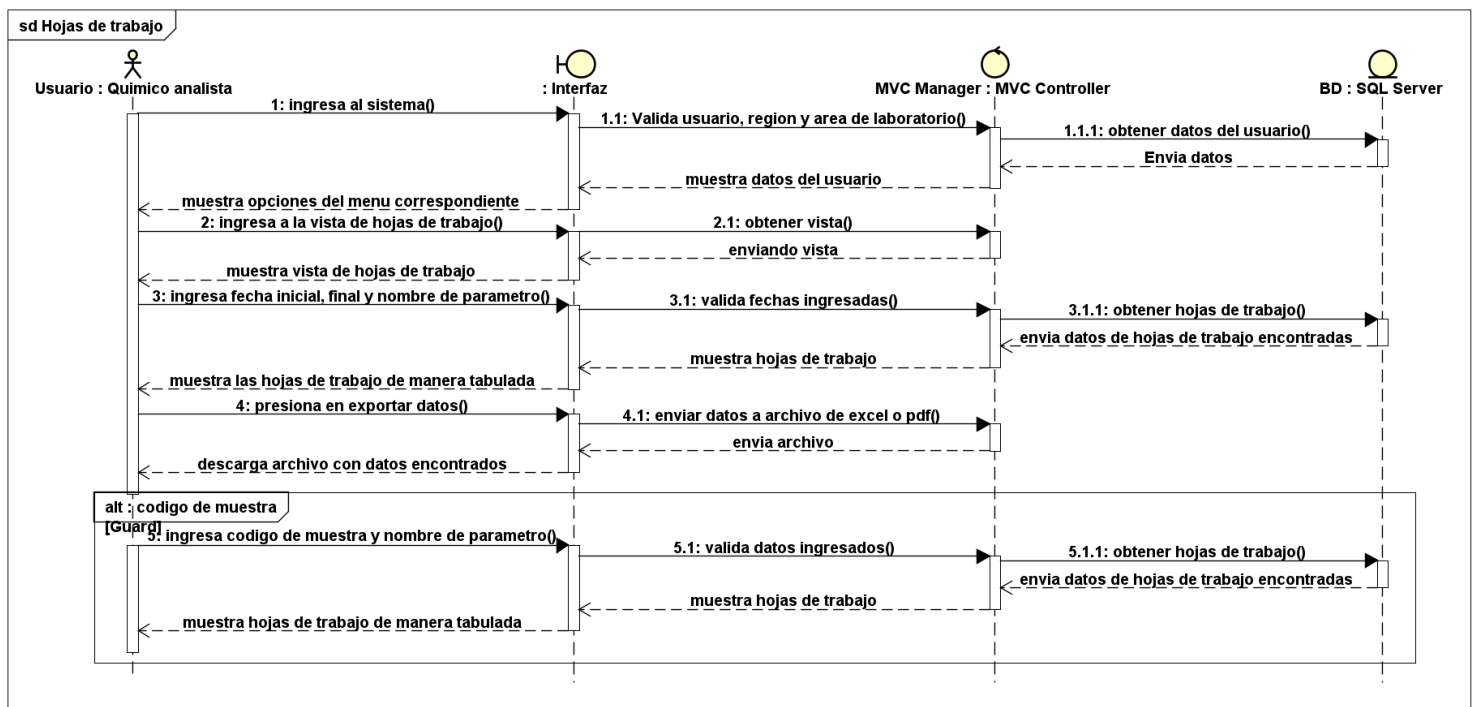 sd Hojas de trabajo
Usuario : Quimico analista
: Interfaz
MVC Manager : MVC Controller
BD : SQL Server
1: ingresa al sistema()
1.1: Valida usuario, region y area de laboratorio()
1.1.1: obtener datos del usuario()
Envia datos
muestra datos del usuario
muestra opciones del menu correspondiente
2: ingresa a la vista de hojas de trabajo()
2.1: obtener vista()
enviando vista
muestra vista de hojas de trabajo
3: ingresa fecha inicial, final y nombre de parametro()
3.1: valida fechas ingresadas()
3.1.1: obtener hojas de trabajo()
envia datos de hojas de trabajo encontradas
muestra hojas de trabajo
muestra las hojas de trabajo de manera tabulada
4: presiona en exportar datos()
4.1: enviar datos a archivo de excel o pdf()
envia archivo
descarga archivo con datos encontrados
alt : codigo de muestra
[Guard]
5: ingresa codigo de muestra y nombre de parametro()
5.1: valida datos ingresados()
5.1.1: obtener hojas de trabajo()
envia datos de hojas de trabajo encontradas
muestra hojas de trabajo
muestra hojas de trabajo de manera tabulada